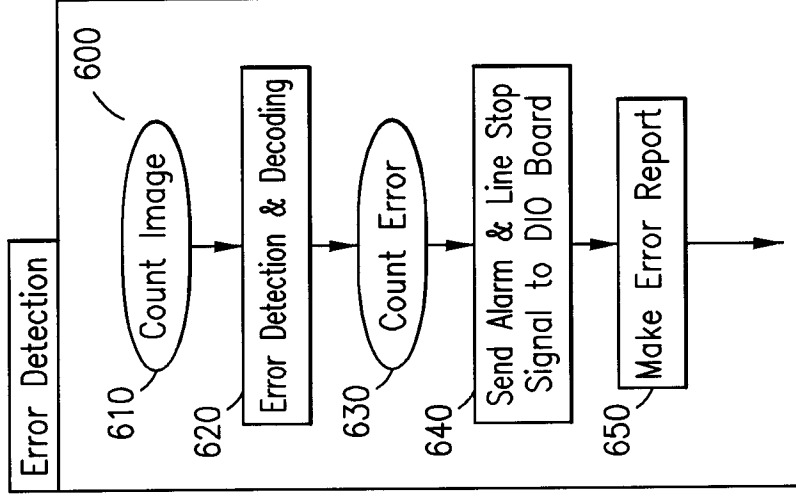 Error Detection
600
610
Count Image
620
Error Detection & Decoding
630
Count Error
640
Send Alarm & Line Stop
Signal to DIO Board
650
Make Error Report